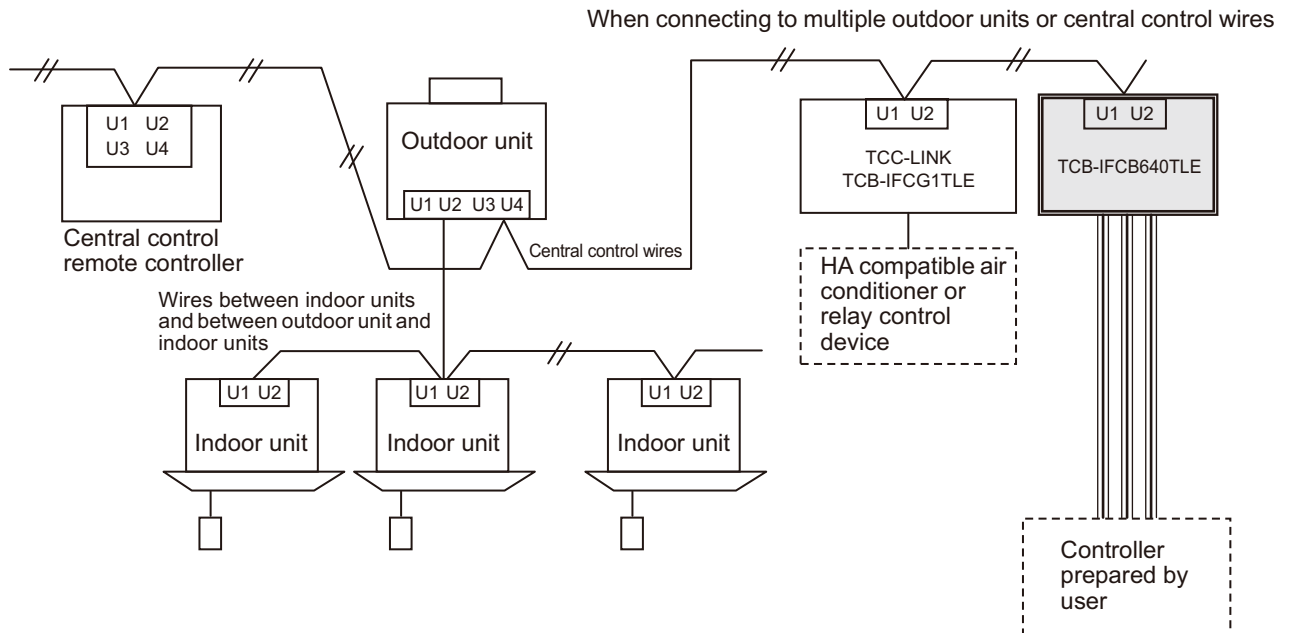 When connecting to multiple outdoor units or central control wires
U1 U2
U3 U4
Central control
remote controller
Outdoor unit
U1 U2 U3 U4
Central control wires
U1 U2
TCC-LINK
TCB-IFCG1TLE
U1 U2
TCB-IFCB640TLE
HA compatible air
conditioner or
relay control
device
Wires between indoor units
and between outdoor unit and
indoor units
U1 U2
Indoor unit
U1 U2
Indoor unit
U1 U2
Indoor unit
Controller
prepared by
user